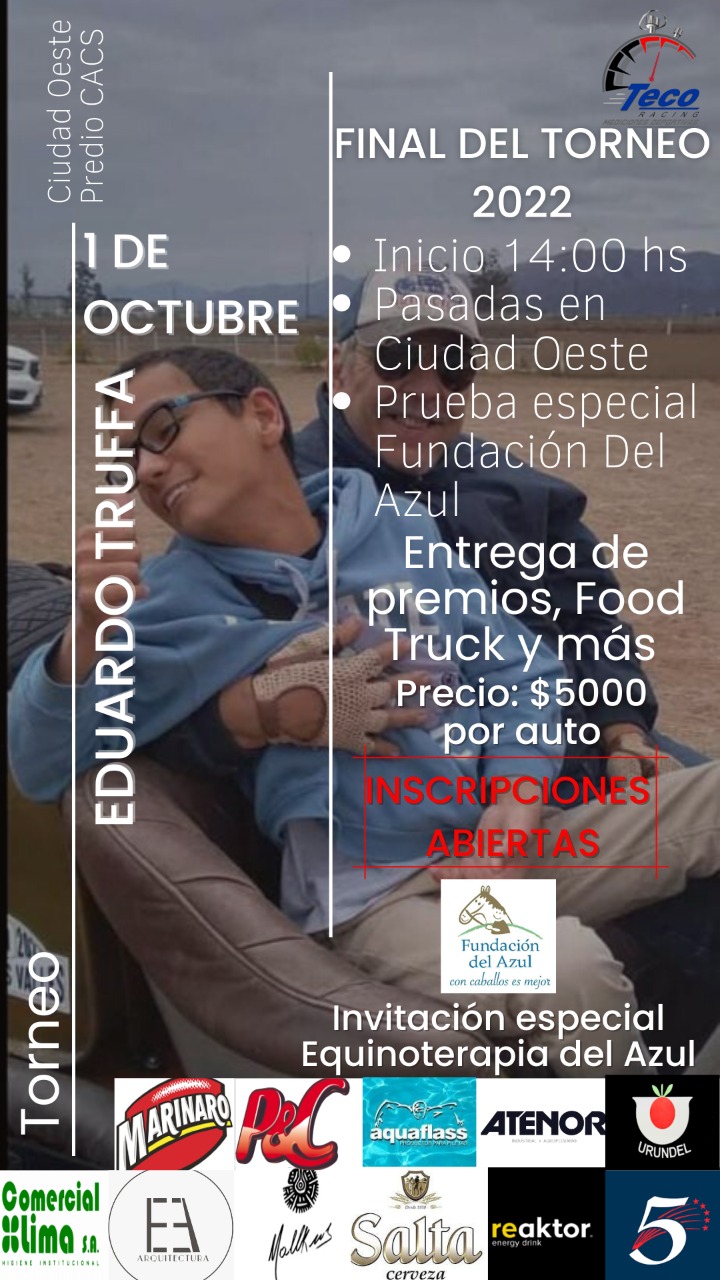 Ciudad Oeste
Predio CACS
Teco
RACING
FINAL DEL TORNEO
2022
1 DE
OCTUBRE
Torneo
EDUARDO TRUFFA
• Inicio 14:00 hs
• Pasadas en
Ciudad Oeste
• Prueba especial
Fundación Del
Azul
Entrega de
premios, Food
Truck y más
Precio: $5000
por auto
INSCRIPCIONES
ABIERTAS
Fundación
del Azul
con caballos es mejor
Invitación especial
Equinoterapia del Azul
MARINARO
P&C
aquaflass
ATENOR
URUNDEL
Comercial
Lima S.A.
HIGIENE INSTITUCIONAL
ARQUITECTURA
Salta
cerveza
reaktor
energy drink
5